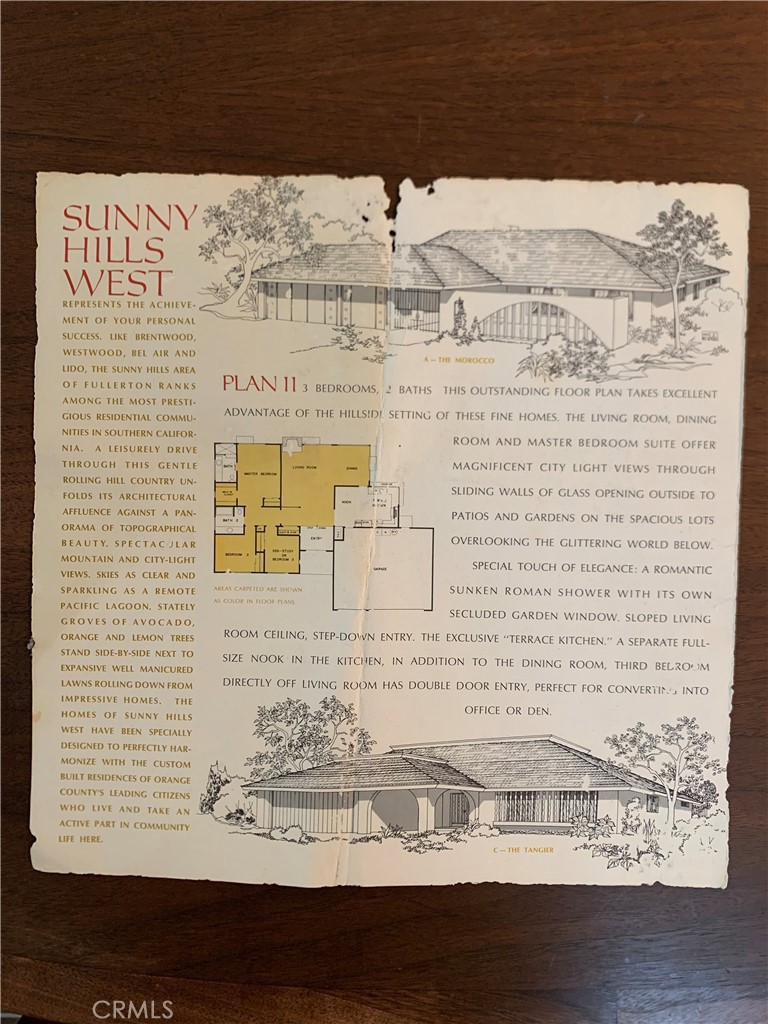 SUNNY
HILLS
WEST
REPRESENTS THE ACHIEVE-
MENT OF YOUR PERSONAL
SUCCESS. LIKE BRENTWOOD,
WESTWOOD, BEL AIR AND
LIDO, THE SUNNY HILLS AREA
OF FULLERTON RANKS
AMONG THE MOST PRESTI-
GIOUS RESIDENTIAL COMMU-
NITIES IN SOUTHERN CALIFOR-
NIA. A LEISURELY DRIVE
THROUGH THIS GENTLE
ROLLING HILL COUNTRY UN-
FOLDS ITS ARCHITECTURAL
AFFLUENCE AGAINST A PAN-
ORAMA OF TOPOGRAPHICAL
BEAUTY. SPECTACULAR
MOUNTAIN AND CITY-LIGHT
VIEWS. SKIES AS CLEAR AND
SPARKLING AS A REMOTE
PACIFIC LAGOON. STATELY
GROVES OF AVOCADO,
ORANGE AND LEMON TREES
STAND SIDE-BY-SIDE NEXT TO
EXPANSIVE WELL MANICURED
LAWNS ROLLING DOWN FROM
IMPRESSIVE HOMES. THE
HOMES OF SUNNY HILLS
WEST HAVE BEEN SPECIALLY
DESIGNED TO PERFECTLY HAR-
MONIZE WITH THE CUSTOM
BUILT RESIDENCES OF ORANGE
COUNTY'S LEADING CITIZENS
WHO LIVE AND TAKE AN
ACTIVE PART IN COMMUNITY
LIFE HERE.
A — THE MOROCCO
PLAN 11 3 BEDROOMS, 2 BATHS THIS OUTSTANDING FLOOR PLAN TAKES EXCELLENT
ADVANTAGE OF THE HILLSIDE SETTING OF THESE FINE HOMES. THE LIVING ROOM, DINING
ROOM AND MASTER BEDROOM SUITE OFFER
MAGNIFICENT CITY LIGHT VIEWS THROUGH
SLIDING WALLS OF GLASS OPENING OUTSIDE TO
PATIOS AND GARDENS ON THE SPACIOUS LOTS
OVERLOOKING THE GLITTERING WORLD BELOW.
SPECIAL TOUCH OF ELEGANCE: A ROMANTIC
SUNKEN ROMAN SHOWER WITH ITS OWN
SECLUDED GARDEN WINDOW. SLOPED LIVING
ROOM CEILING, STEP-DOWN ENTRY. THE EXCLUSIVE "TERRACE KITCHEN." A SEPARATE FULL-
SIZE NOOK IN THE KITCHEN, IN ADDITION TO THE DINING ROOM, THIRD BEDROOM
DIRECTLY OFF LIVING ROOM HAS DOUBLE DOOR ENTRY, PERFECT FOR CONVERTING INTO
OFFICE OR DEN.
BATH
MASTER BEDROOM
LIVING ROOM
DINING
NOOK
BATH 2
ENTRY
BEDROOM 2
DEN-STUDY
OR
BEDROOM 3
GARAGE
AREAS CARPETED ARE SHOWN
AS COLOR IN FLOOR PLANS
C — THE TANGIER
CRMLS